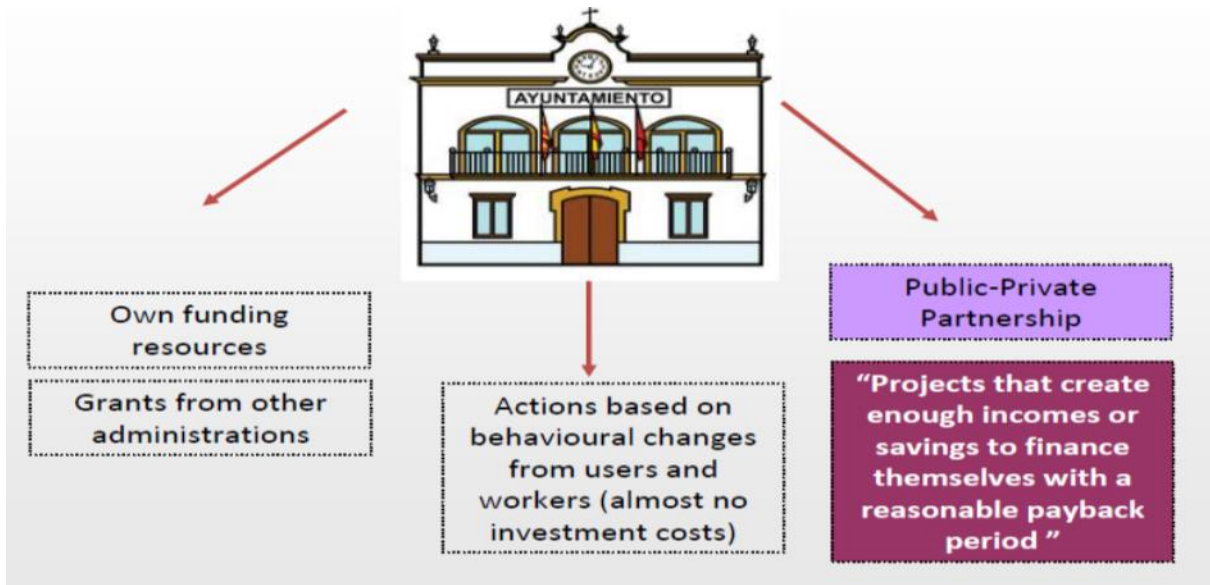 AYUNTAMIENTO
Own funding
resources
Grants from other
administrations
Actions based on
behavioural changes
from users and
workers (almost no
investment costs)
Public-Private
Partnership
“Projects that create
enough incomes or
savings to finance
themselves with a
reasonable payback
period ”